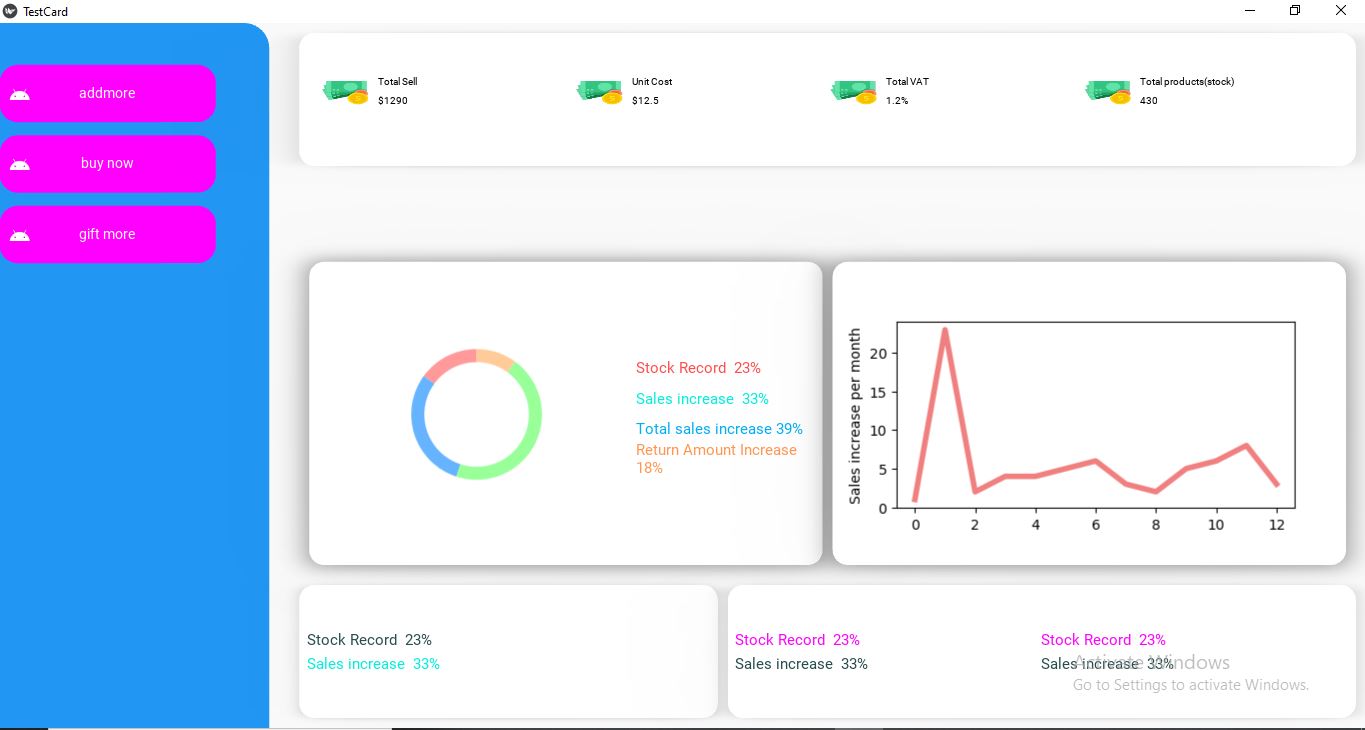 TestCard
addmore
buy now
gift more
Total Sell
$1290
Unit Cost
$12.5
Total VAT
1.2%
Total products(stock)
430
Stock Record 23%
Sales increase 33%
Total sales increase 39%
Return Amount Increase
18%
Sales increase per month
20
15
10
5
0
0 2 4 6 8 10 12
Stock Record 23%
Sales increase 33%
Stock Record 23%
Sales increase 33%
Stock Record 23%
Sales increase 33%
Activate Windows
Go to Settings to activate Windows.